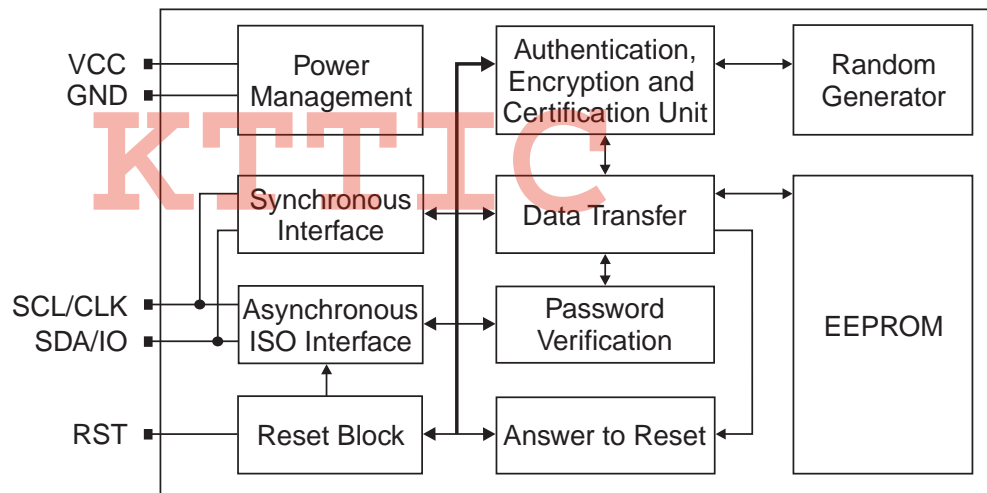 VCC
GND
SCL/CLK
SDA/IO
RST
Power
Management
Synchronous
Interface
Asynchronous
ISO Interface
Reset Block
Authentication,
Encryption and
Certification Unit
Data Transfer
Password
Verification
Answer to Reset
Random
Generator
EEPROM
KTTIC